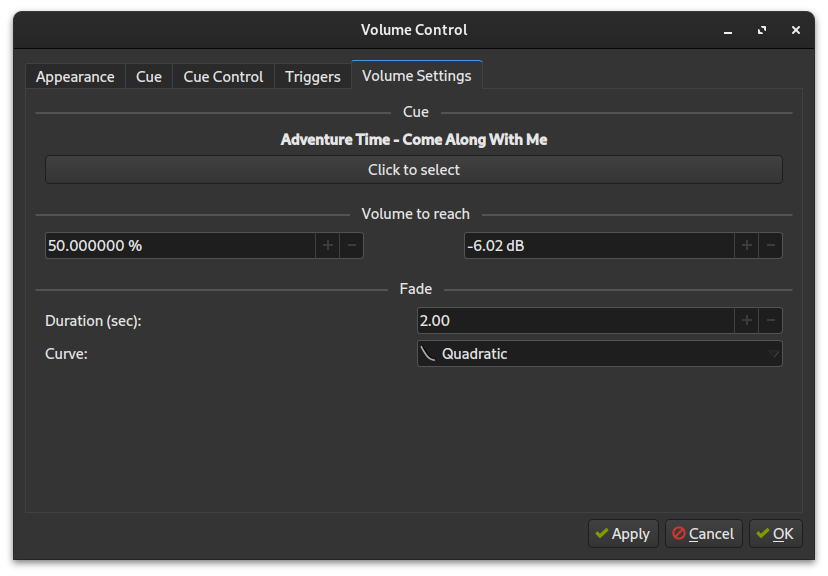 Volume Control
Appearance Cue Cue Control Triggers Volume Settings
Cue
Adventure Time - Come Along With Me
Click to select
Volume to reach
50.000000 % -6.02 dB
Fade
Duration (sec): 2.00
Curve: Quadratic
Apply Cancel OK